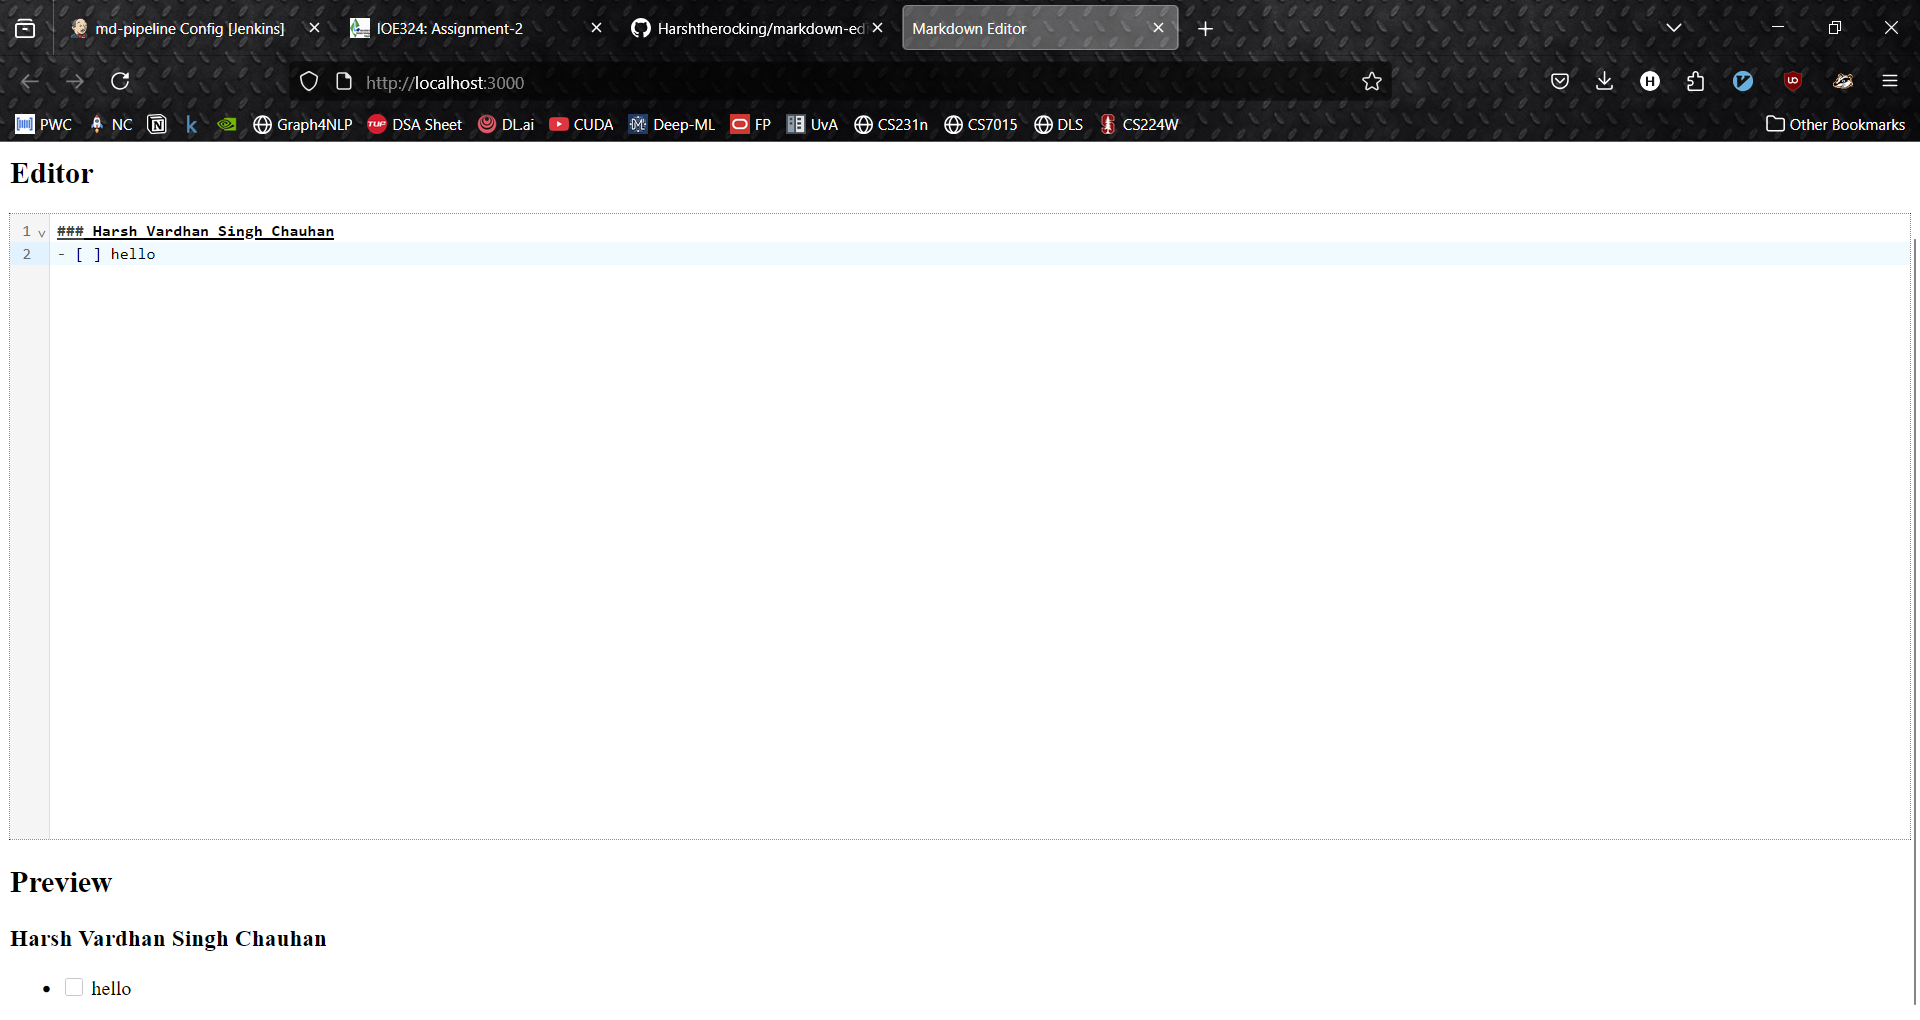 md-pipeline Config [Jenkins]
IOE324: Assignment-2
Harshtherocking/markdown-ed
Markdown Editor
http://localhost:3000
PWC NC Graph4NLP DSA Sheet DL.ai CUDA Deep-ML FP UvA CS231n CS7015 DLS CS224W Other Bookmarks
Editor
1 ### Harsh Vardhan Singh Chauhan
2 - [ ] hello
Preview
Harsh Vardhan Singh Chauhan
• hello